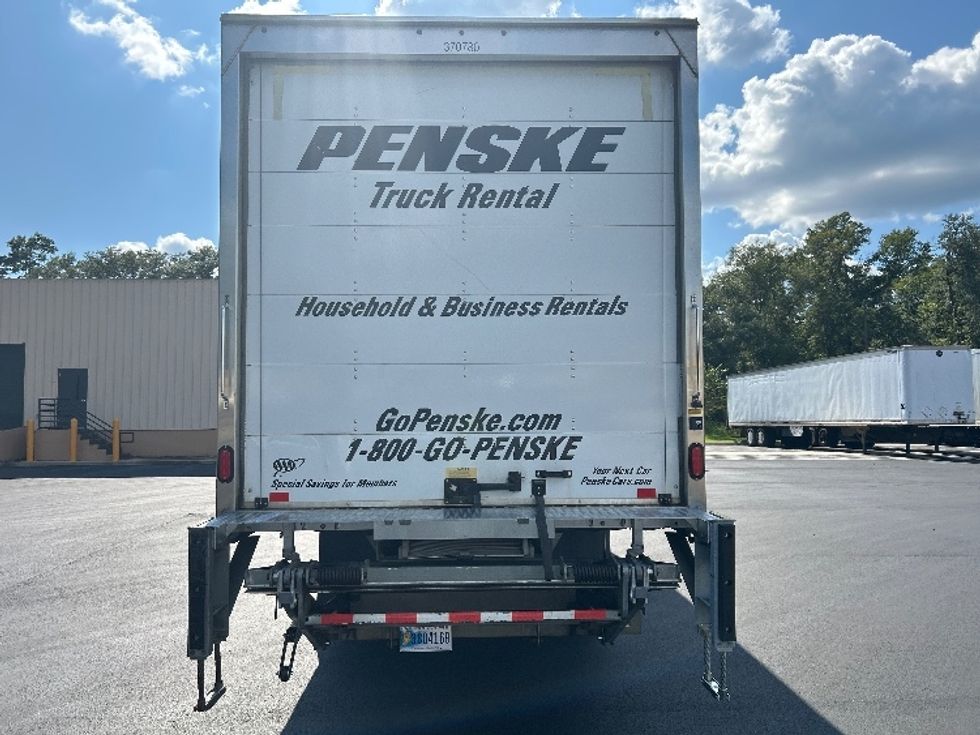 370730
PENSKE
Truck Rental
Household & Business Rentals
GoPenske.com
1-800-GO-PENSKE
AAA
Special Savings for Members
Your Next Car
PenskeCars.com